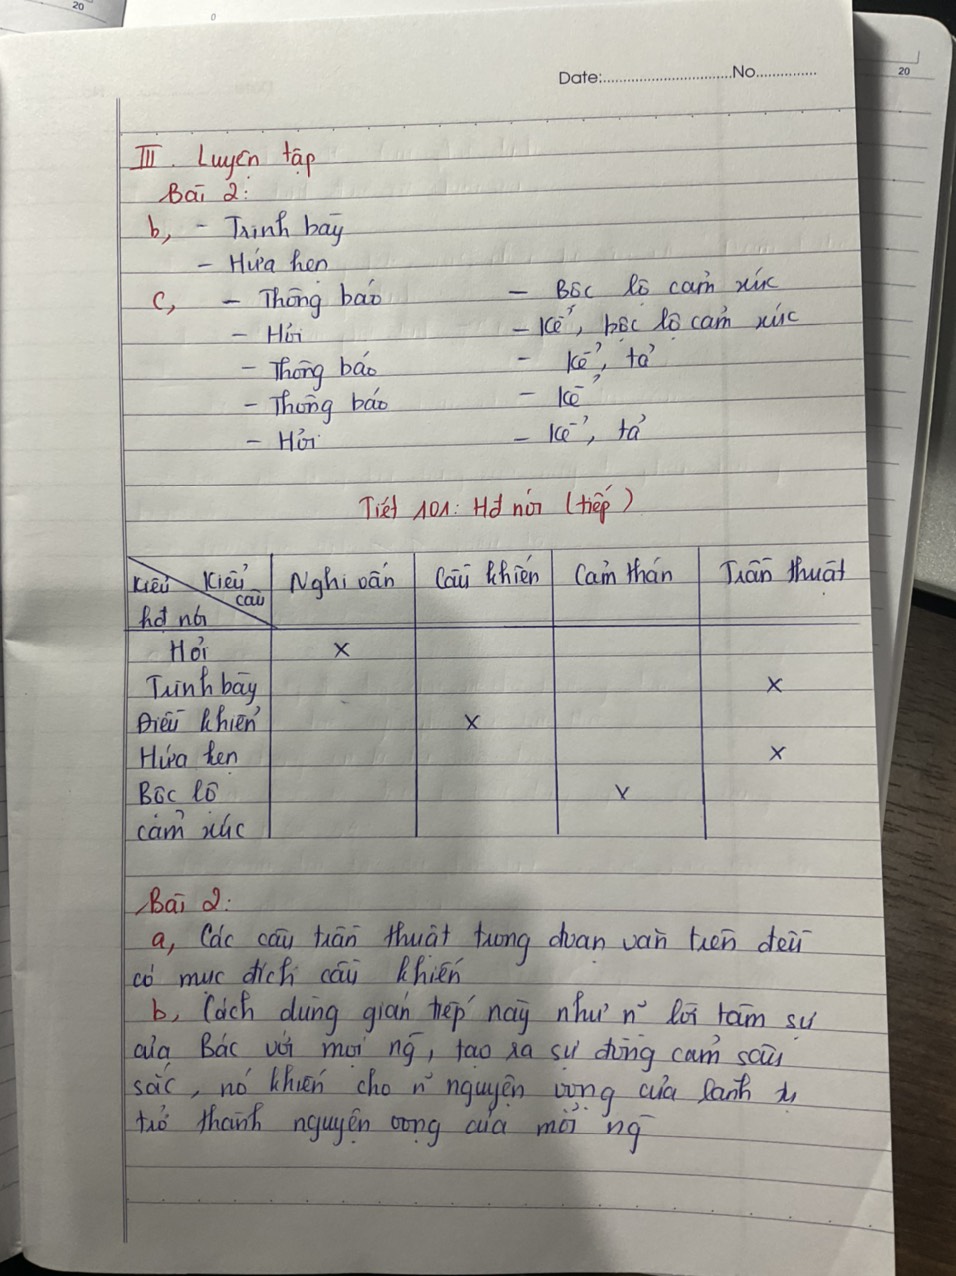 20
0
Date:..................No..........
20
III. Luyện tập
Bài 2:
b, - Trình bày
- Hứa hẹn
c, - Thông báo - Bộc lộ cảm xúc
- Hỏi - Kể, bộc lộ cảm xúc
- Thông báo - Kể, tả
- Thông báo - Kể
- Hỏi - Kể, tả
Tiết 101: Hđ nói (tiếp)
Kiểu Kiểu câu Nghi vấn Cầu khiến Cảm thán Trần thuật
hđ nói
Hỏi x
Trình bày x
Điều khiển x
Hứa hẹn x
Bộc lộ x
cảm xúc
Bài 2:
a, Các câu trần thuật trong đoạn văn trên đều
có mục đích cầu khiến
b, Cách dùng gián tiếp này như n~ lời tâm sự
của Bác với mọi ng, tạo ra sự đồng cảm sâu
sắc, nó khiến cho n~ nguyện vọng của lãnh tụ
trở thành nguyện vọng của mỗi ng